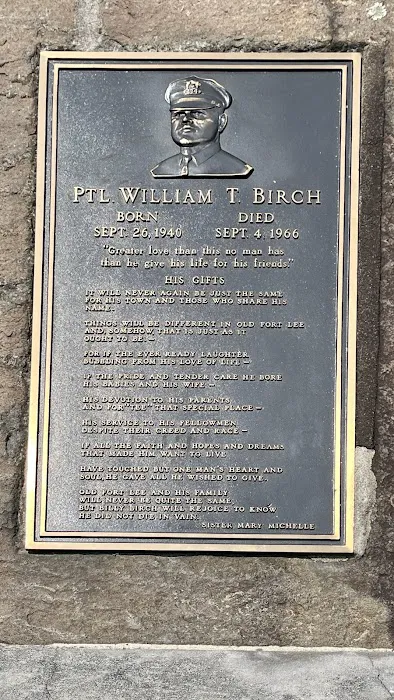 PTL. WILLIAM T. BIRCH
BORN DIED
SEPT. 26, 1940 SEPT. 4, 1966
"Greater love than this no man has
than he give his life for his friends."
HIS GIFTS
IT WILL NEVER AGAIN BE JUST THE SAME
FOR HIS TOWN AND THOSE WHO SHARE HIS
NAME.
THINGS WILL BE DIFFERENT IN OLD FORT LEE
AND SOMEHOW THAT IS JUST AS IT
OUGHT TO BE –
FOR IF THE EVER READY LAUGHTER
BUBBLING FROM HIS LOVE OF LIFE –
IF THE PRIDE AND TENDER CARE HE BORE
HIS BABIES AND HIS WIFE –
HIS DEVOTION TO HIS PARENTS
AND FOR "LEE" THAT SPECIAL PLACE –
HIS SERVICE TO HIS FELLOWMEN
DESPITE THEIR CREED AND RACE –
IF ALL THE FAITH AND HOPES AND DREAMS
THAT MADE HIM WANT TO LIVE
HAVE TOUCHED BUT ONE MAN'S HEART AND
SOUL, HE GAVE ALL HE WISHED TO GIVE.
OLD FORT LEE AND HIS FAMILY
WILL NEVER BE QUITE THE SAME
BUT BILLY BIRCH WILL REJOICE TO KNOW
HE DID NOT DIE IN VAIN.
SISTER MARY MICHELLE